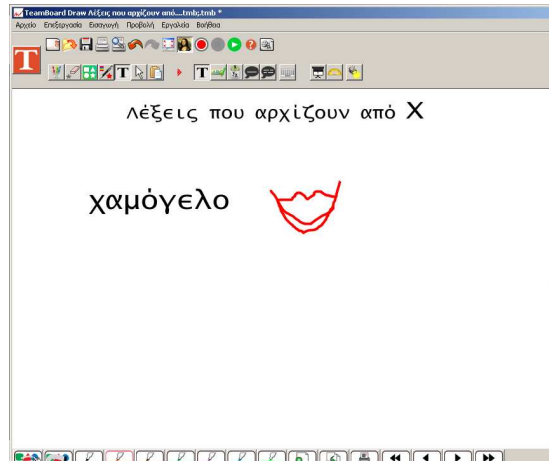 TeamBoard Draw Λέξεις που αρχίζουν από....tmb;.tmb *
Αρχείο Επεξεργασία Εισαγωγή Προβολή Εργαλεία Βοήθεια
T
T
T
Λέξεις που αρχίζουν από Χ
χαμόγελο